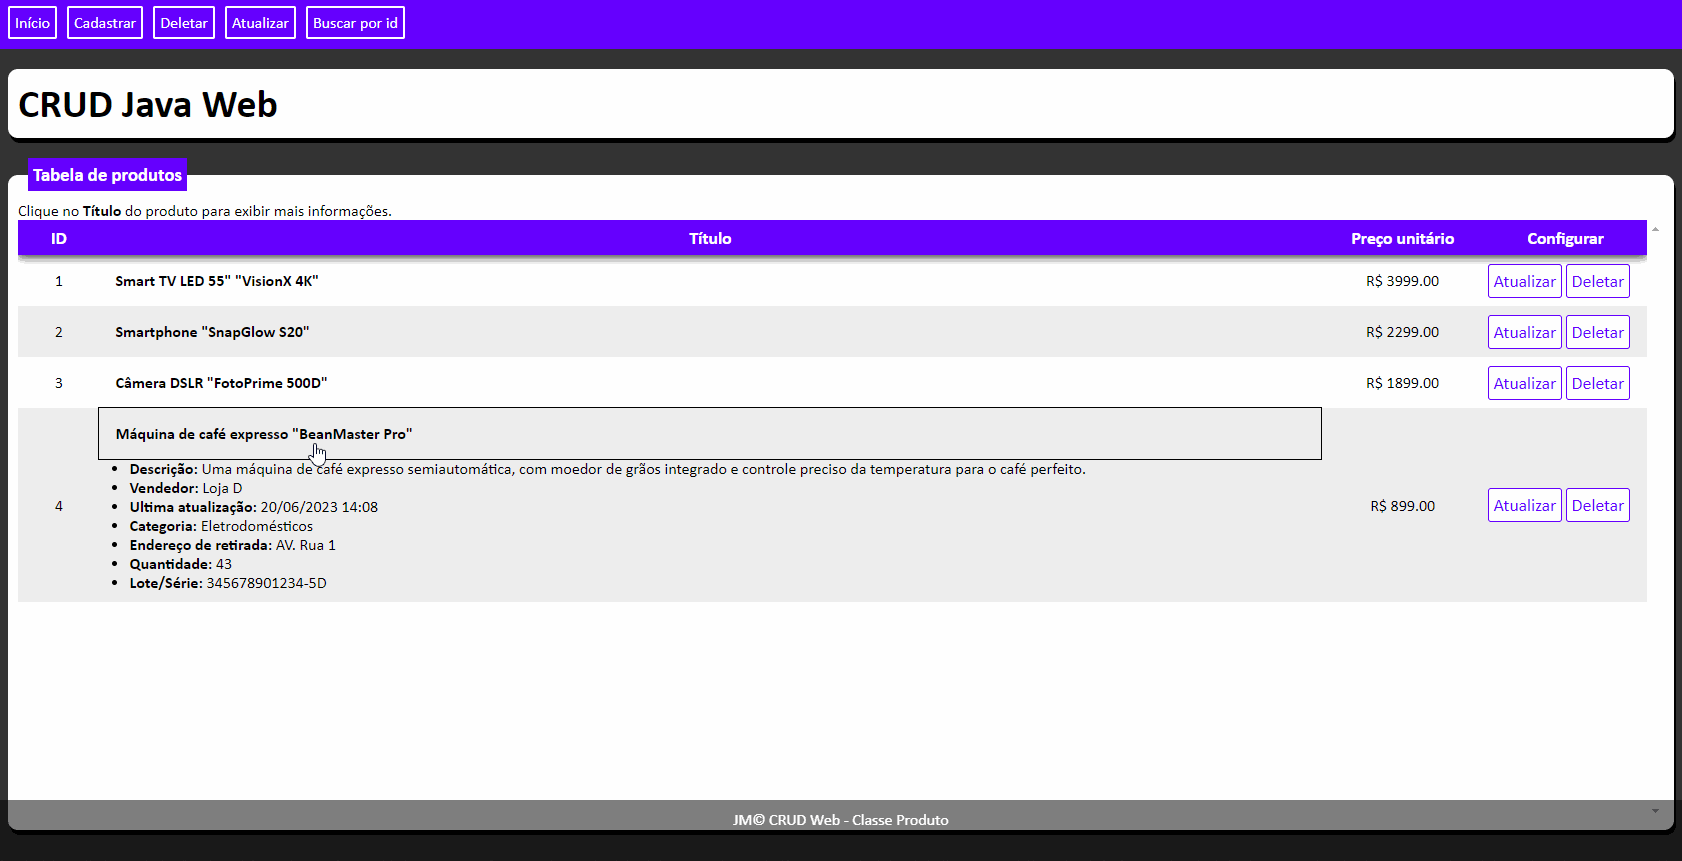 Início Cadastrar Deletar Atualizar Buscar por id
CRUD Java Web
Tabela de produtos
Clique no Título do produto para exibir mais informações.
ID Título Preço unitário Configurar
1 Smart TV LED 55" "VisionX 4K" R$ 3999.00 Atualizar Deletar
2 Smartphone "SnapGlow S20" R$ 2299.00 Atualizar Deletar
3 Câmera DSLR "FotoPrime 500D" R$ 1899.00 Atualizar Deletar
Máquina de café expresso "BeanMaster Pro"
• Descrição: Uma máquina de café expresso semiautomática, com moedor de grãos integrado e controle preciso da temperatura para o café perfeito.
• Vendedor: Loja D
4 • Ultima atualização: 20/06/2023 14:08 R$ 899.00 Atualizar Deletar
• Categoria: Eletrodomésticos
• Endereço de retirada: AV. Rua 1
• Quantidade: 43
• Lote/Série: 345678901234-5D
JM© CRUD Web - Classe Produto